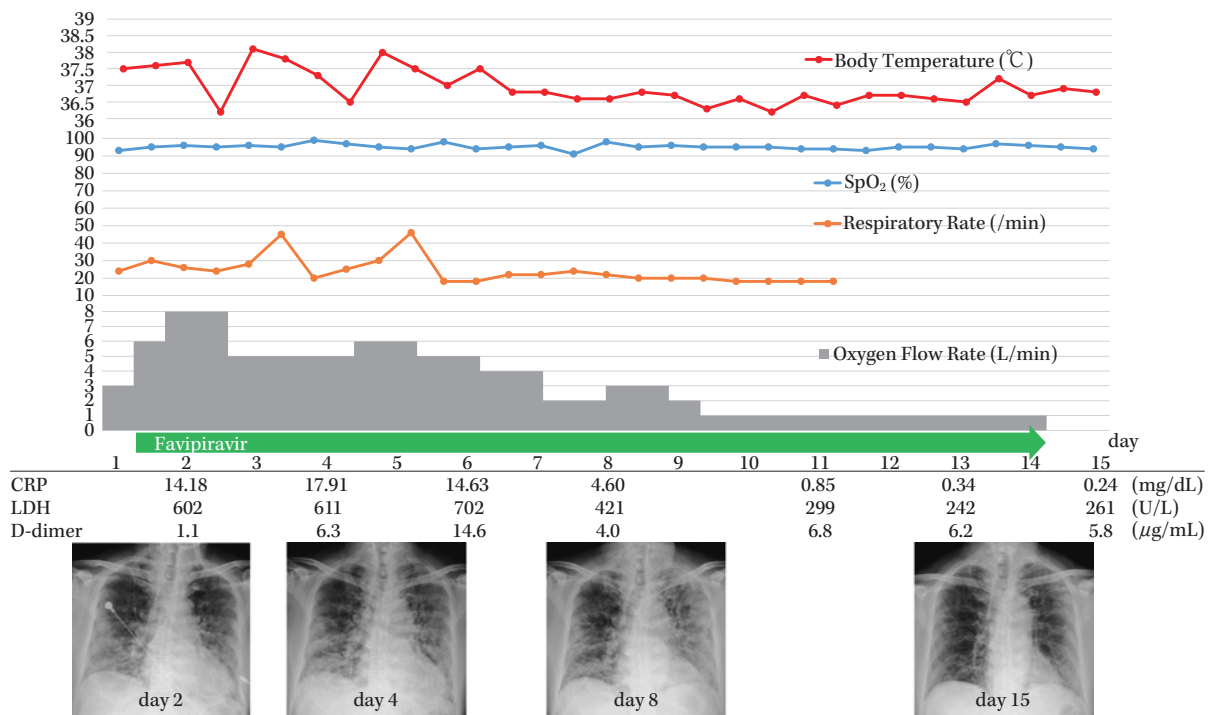 39
38.5
38
37.5
37
36.5
36
Body Temperature (℃)
100
90
80
70
60
50
40
30
20
10
SpO₂ (%)
Respiratory Rate (/min)
8
7
6
5
4
3
2
1
0
Oxygen Flow Rate (L/min)
Favipiravir
day
1 2 3 4 5 6 7 8 9 10 11 12 13 14 15
CRP 14.18 17.91 14.63 4.60 0.85 0.34 0.24 (mg/dL)
LDH 602 611 702 421 299 242 261 (U/L)
D-dimer 1.1 6.3 14.6 4.0 6.8 6.2 5.8 (μg/mL)
day 2
day 4
day 8
day 15